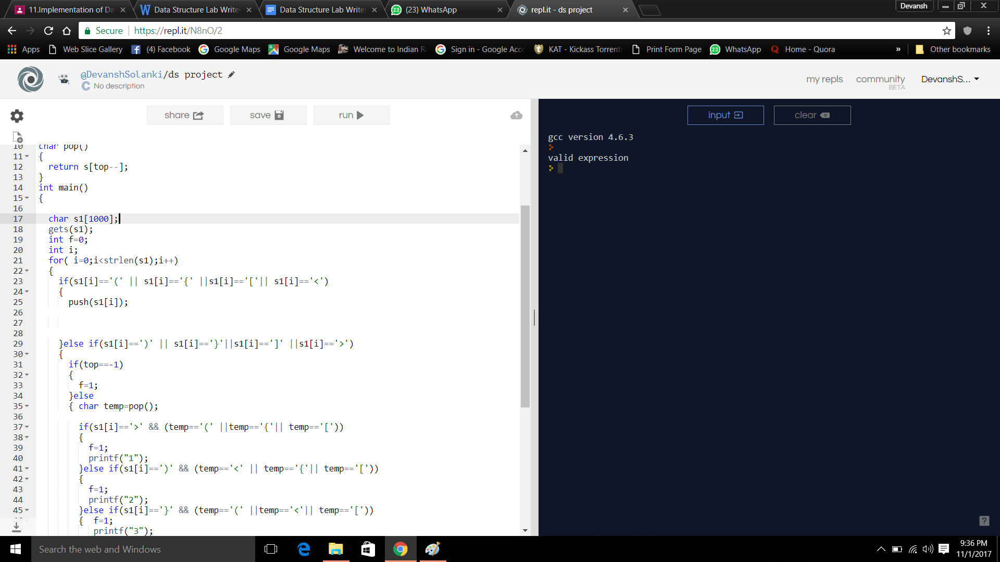 11.Implementation of Da
Data Structure Lab Write
Data Structure Lab Write
(23) WhatsApp
repl.it - ds project
Devansh
Secure
https://repl.it/N8nO/2
Apps
Web Slice Gallery
(4) Facebook
Google Maps
Google Maps
Welcome to Indian Ra
Sign in - Google Acco
KAT - Kickass Torrents
Print Form Page
WhatsApp
Home - Quora
»
Other bookmarks
@DevanshSolanki/ds project
No description
my repls
community
BETA
DevanshS...
share
save
run
input
clear
10 char pop()
11 {
12 return s[top--];
13 }
14 int main()
15 {
16
17 char s1[1000];
18 gets(s1);
19 int f=0;
20 int i;
21 for( i=0;i<strlen(s1);i++)
22 {
23 if(s1[i]=='(' || s1[i]=='{' ||s1[i]=='['|| s1[i]=='<')
24 {
25 push(s1[i]);
26
27
28
29 }else if(s1[i]==')' || s1[i]=='}'||s1[i]==']' ||s1[i]=='>')
30 {
31 if(top==-1)
32 {
33 f=1;
34 }else
35 { char temp=pop();
36
37 if(s1[i]=='>' && (temp=='(' ||temp=='{'|| temp=='['))
38 {
39 f=1;
40 printf("1");
41 }else if(s1[i]==')' && (temp=='<' || temp=='{'|| temp=='['))
42 {
43 f=1;
44 printf("2");
45 }else if(s1[i]=='}' && (temp=='(' ||temp=='<'|| temp=='['))
{ f=1;
printf("3");
gcc version 4.6.3
valid expression
?
Search the web and Windows
9:36 PM
11/1/2017